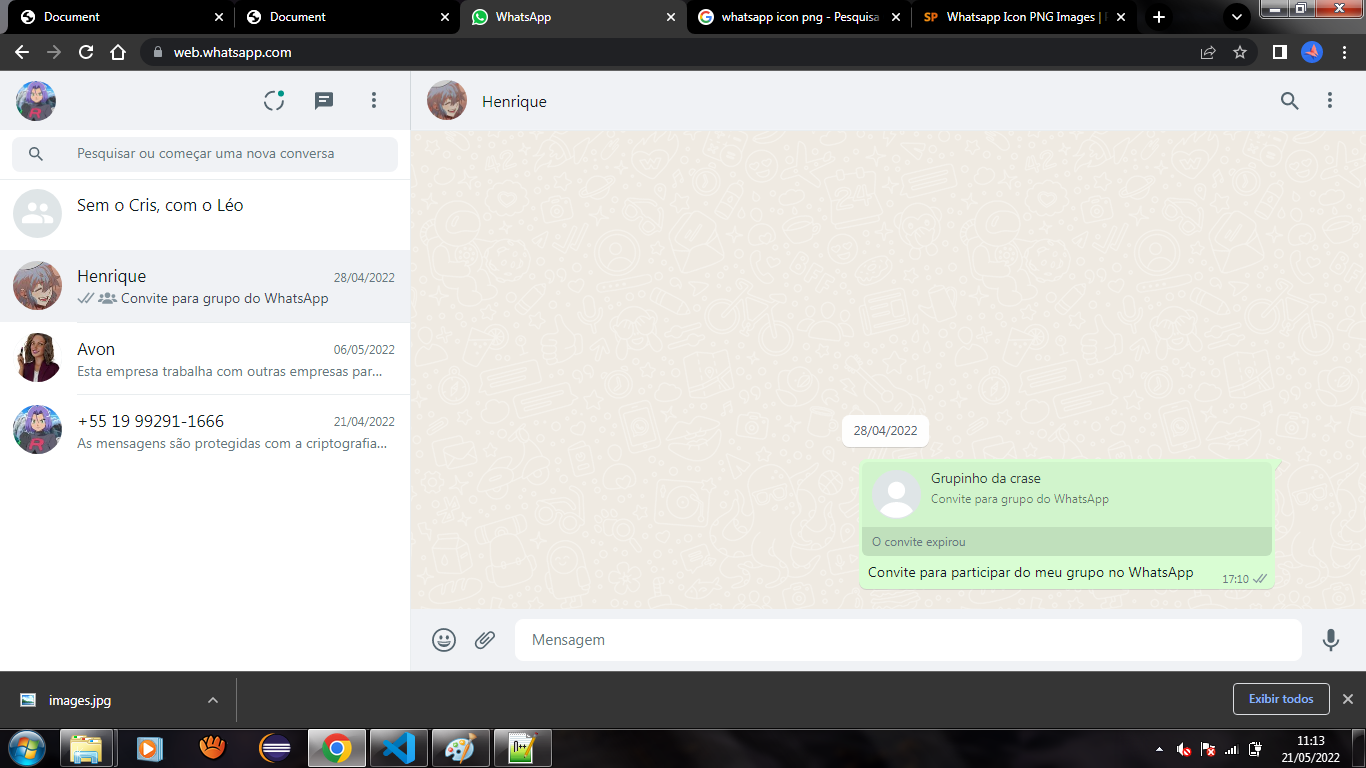 Document
Document
WhatsApp
whatsapp icon png - Pesquisa
SP Whatsapp Icon PNG Images |
web.whatsapp.com
Henrique
Pesquisar ou começar uma nova conversa
Sem o Cris, com o Léo
Henrique 28/04/2022
Convite para grupo do WhatsApp
Avon 06/05/2022
Esta empresa trabalha com outras empresas par...
+55 19 99291-1666 21/04/2022
As mensagens são protegidas com a criptografia...
28/04/2022
Grupinho da crase
Convite para grupo do WhatsApp
O convite expirou
Convite para participar do meu grupo no WhatsApp 17:10
Mensagem
images.jpg
Exibir todos
11:13
21/05/2022